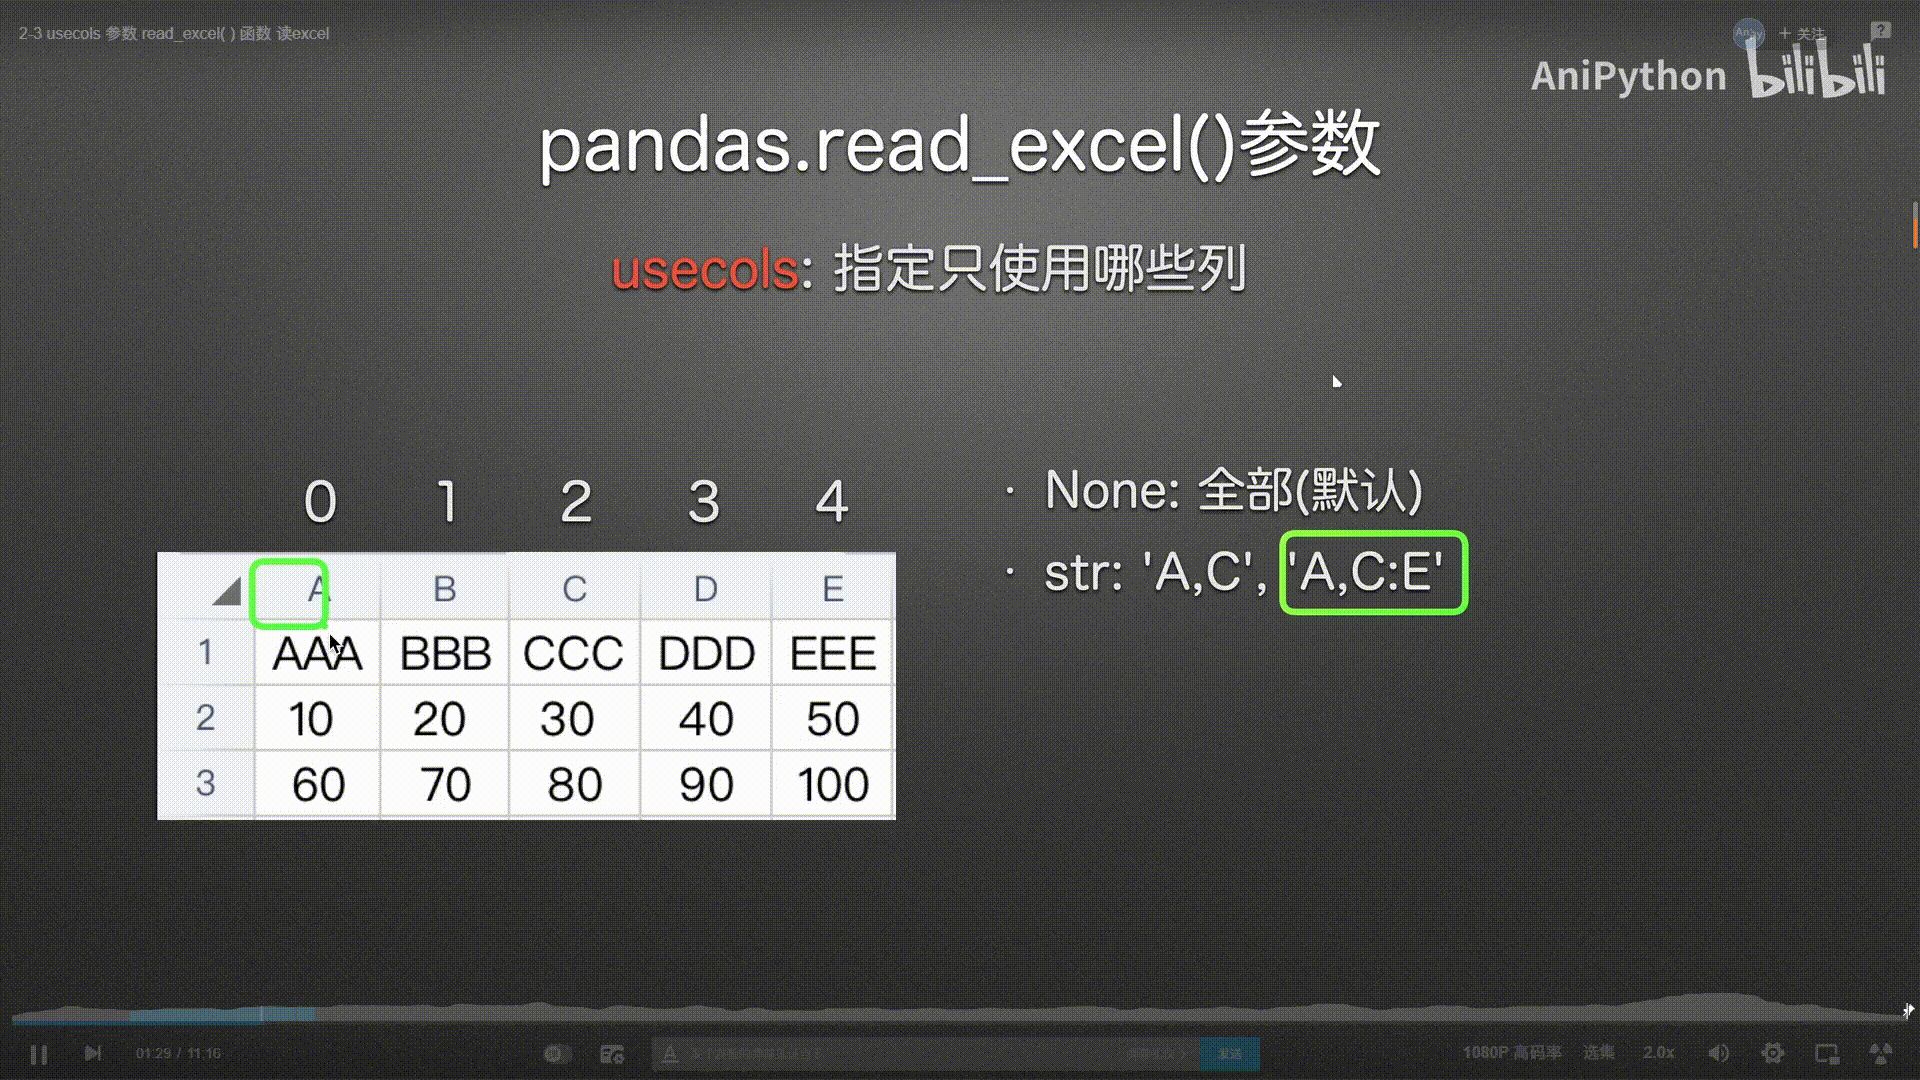 2-3 usecols 参数 read_excel( ) 函数 读excel
+ 关注
AniPython bilibili
pandas.read_excel()参数
usecols: 指定只使用哪些列
0 1 2 3 4
A B C D E
1 AAA BBB CCC DDD EEE
2 10 20 30 40 50
3 60 70 80 90 100
· None: 全部(默认)
· str: 'A,C', 'A,C:E'
01:29 / 11:16
发送
1080P 高码率 选集 2.0x